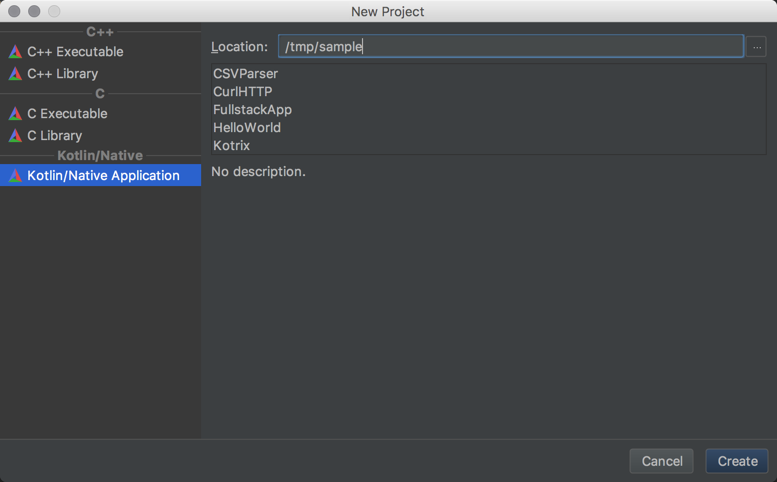 New Project
C++
C++ Executable
C++ Library
C
C Executable
C Library
Kotlin/Native
Kotlin/Native Application
Location: /tmp/sample ...
CSVParser
CurlHTTP
FullstackApp
HelloWorld
Kotrix
No description.
Cancel Create